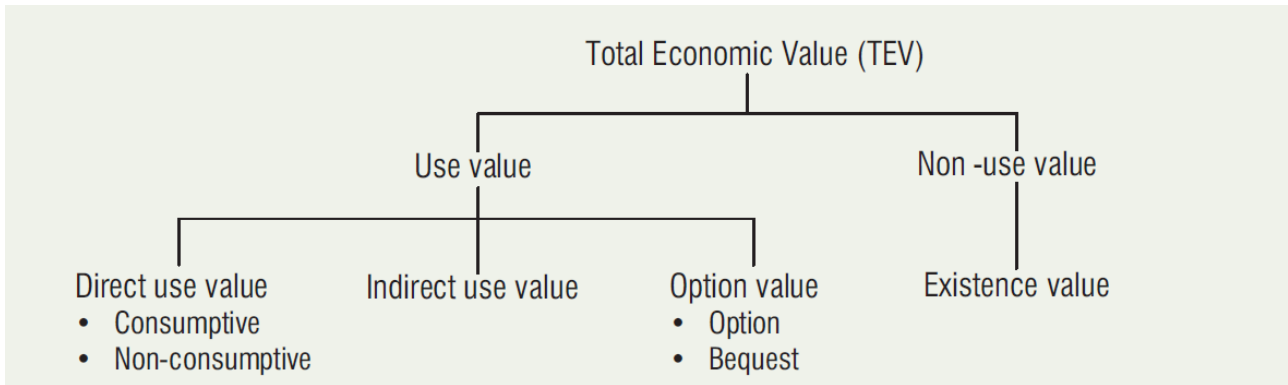 Total Economic Value (TEV)
Use value
Non -use value
Direct use value
• Consumptive
• Non-consumptive
Indirect use value
Option value
• Option
• Bequest
Existence value